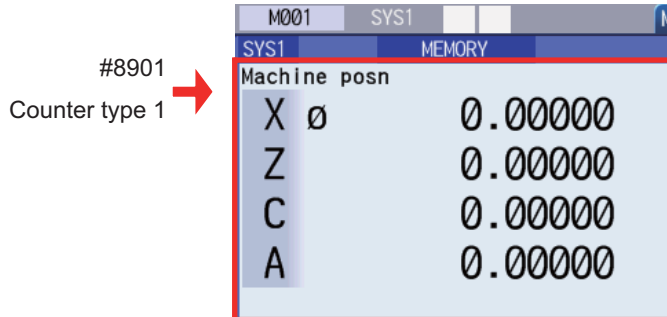 M001 SYS1 M
SYS1 MEMORY
#8901
Counter type 1
Machine posn
X ø 0.00000
Z 0.00000
C 0.00000
A 0.00000